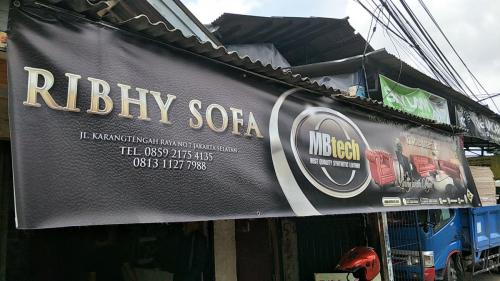 RIBHY SOFA
JL. KARANGTENGAH RAYA NO 7 JAKARTA SELATAN
TEL. 0859 2175 4135
0813 1127 7988
MBtech
BEST QUALITY SYNTHETIC LEATHER